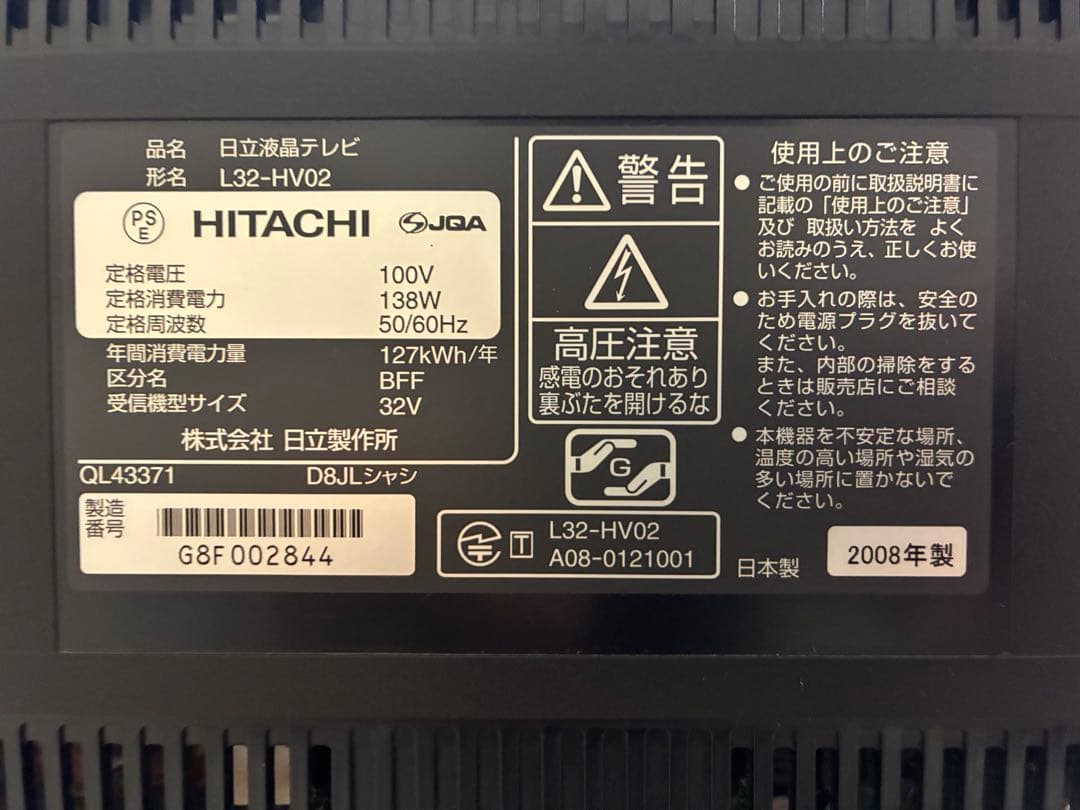 品名 日立液晶テレビ
形名 L32-HV02
PS
E
HITACHI JQA
定格電圧 100V
定格消費電力 138W
定格周波数 50/60Hz
年間消費電力量 127kWh/年
区分名 BFF
受信機型サイズ 32V
株式会社 日立製作所
QL43371 D8JLシャシ
製造
番号
G8F002844
警告
高圧注意
感電のおそれあり
裏ぶたを開けるな
G
T
L32-HV02
A08-0121001
使用上のご注意
● ご使用の前に取扱説明書に
記載の「使用上のご注意」
及び 取扱い方法を よく
お読みのうえ、正しくお使
いください。
● お手入れの際は、安全の
ため電源プラグを抜いて
ください。
また、内部の掃除をする
ときは販売店にご相談
ください。
● 本機器を不安定な場所、
温度の高い場所や湿気の
多い場所に置かないで
ください。
日本製
2008年製